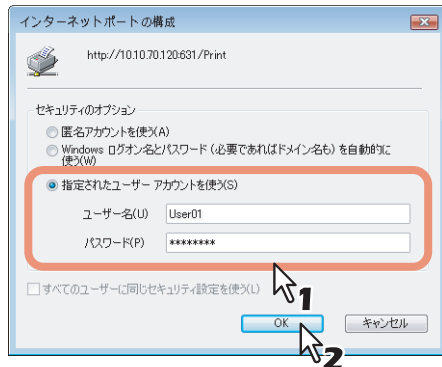 インターネットポートの構成
http://10.10.70.120:631/Print
セキュリティのオプション
匿名アカウントを使う(A)
Windows ログオン名とパスワード (必要であればドメイン名も) を自動的に
使う(W)
指定されたユーザー アカウントを使う(S)
ユーザー名(U) User01
パスワード(P) ********
すべてのユーザーに同じセキュリティ設定を使う(L)
1
OK キャンセル
2